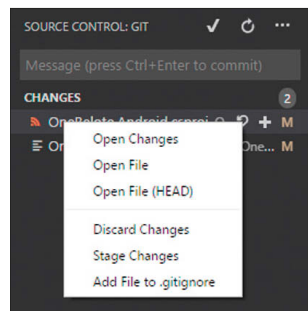 SOURCE CONTROL: GIT
Message (press Ctrl+Enter to commit)
CHANGES 2
OneRelate.Android.csproj M
One... M
Open Changes
Open File
Open File (HEAD)
Discard Changes
Stage Changes
Add File to .gitignore